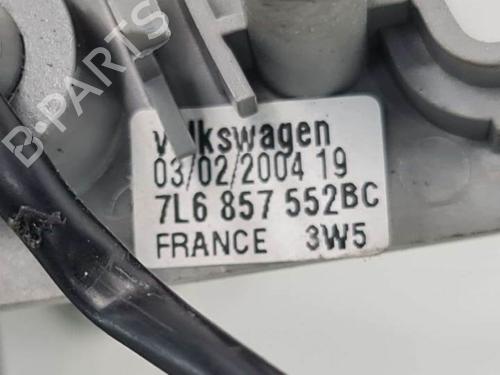 B-PARTS
Volkswagen
03/02/2004 19
7L6 857 552BC
FRANCE 3W5